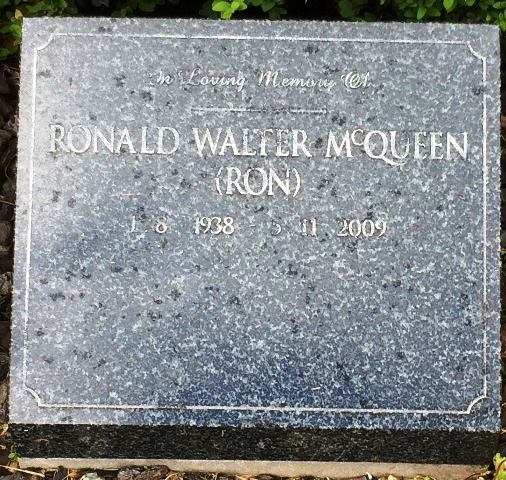 In Loving Memory Of
RONALD WALTER McQUEEN
(RON)
1 8 1938 - 5 11 2009